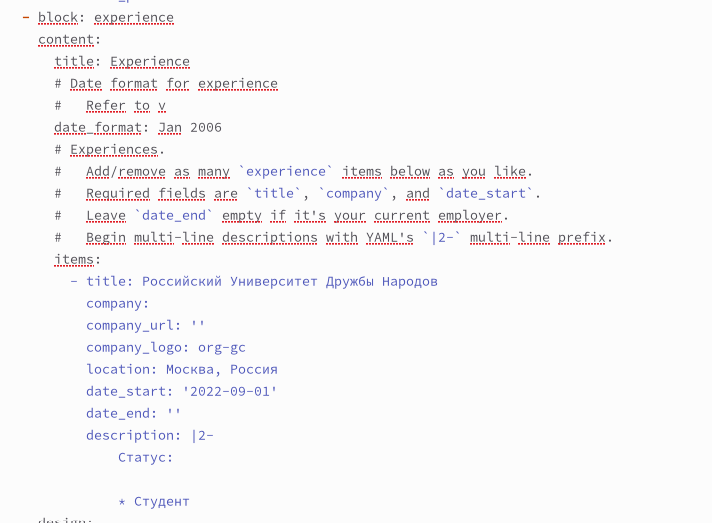 - block: experience
content:
title: Experience
# Date format for experience
#   Refer to v
date_format: Jan 2006
# Experiences.
#   Add/remove as many `experience` items below as you like.
#   Required fields are `title`, `company`, and `date_start`.
#   Leave `date_end` empty if it's your current employer.
#   Begin multi-line descriptions with YAML's `|2-` multi-line prefix.
items:
- title: Российский Университет Дружбы Народов
company:
company_url: ''
company_logo: org-gc
location: Москва, Россия
date_start: '2022-09-01'
date_end: ''
description: |2-
Статус:
* Студент
design: